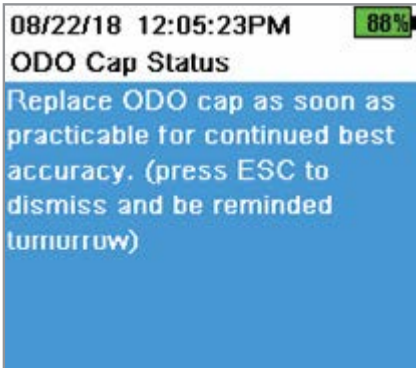 08/22/18 12:05:23PM 88%
ODO Cap Status
Replace ODO cap as soon as
practicable for continued best
accuracy. (press ESC to
dismiss and be reminded
tomorrow)